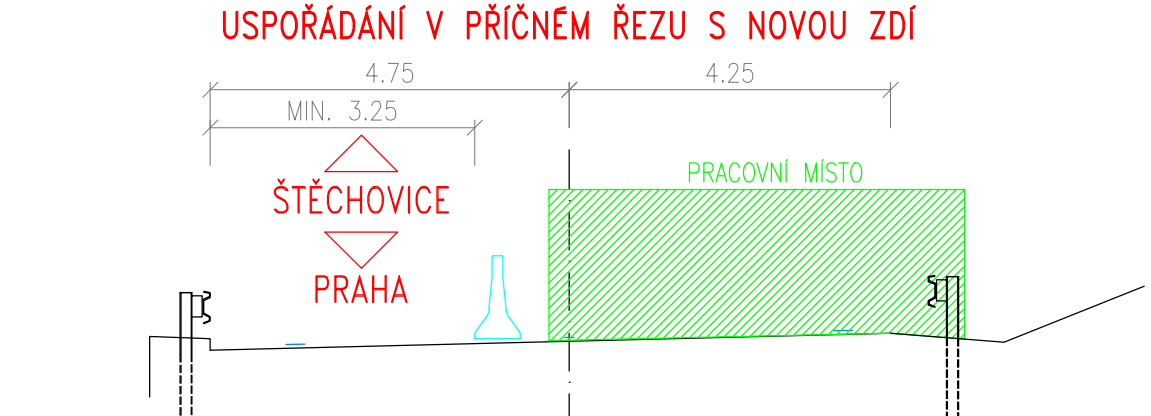 USPOŘÁDÁNÍ V PŘÍČNÉM ŘEZU S NOVOU ZDÍ
4.75
4.25
MIN. 3.25
PRACOVNÍ MÍSTO
ŠTĚCHOVICE
PRAHA